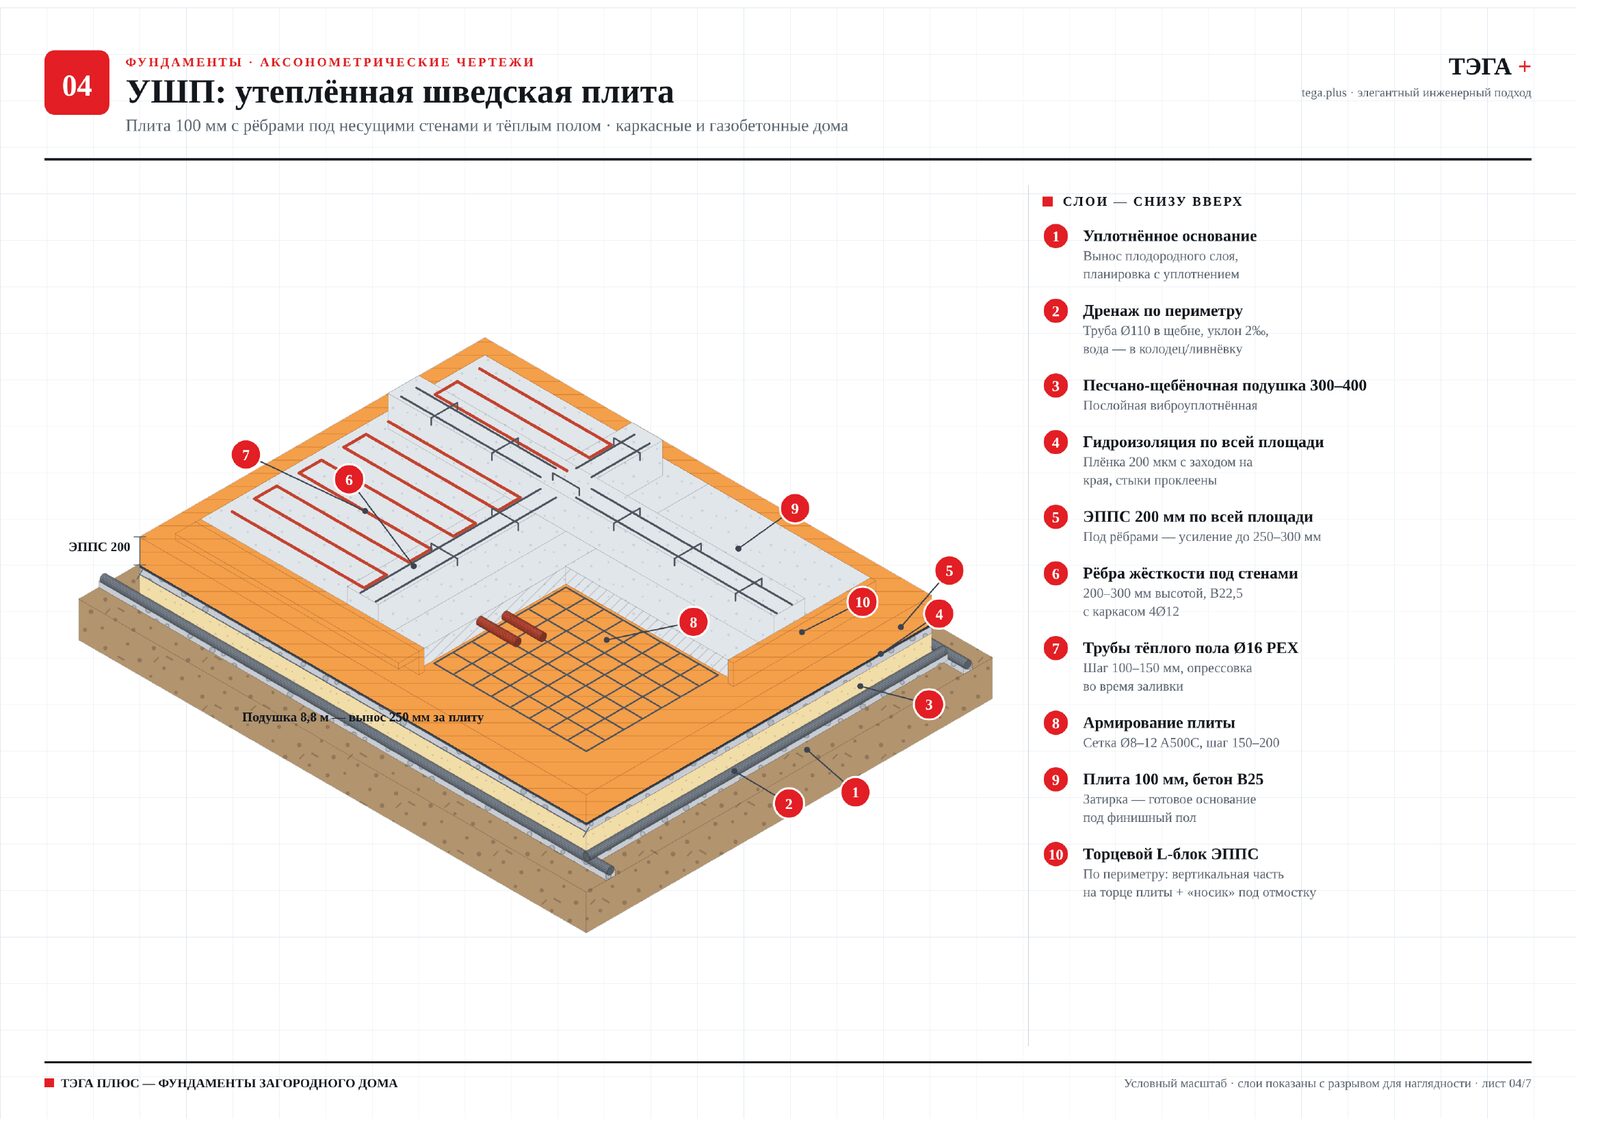 04
ФУНДАМЕНТЫ · АКСОНОМЕТРИЧЕСКИЕ ЧЕРТЕЖИ
УШП: утеплённая шведская плита
Плита 100 мм с рёбрами под несущими стенами и тёплым полом · каркасные и газобетонные дома
ТЭГА +
tega.plus · элегантный инженерный подход
7
6
9
ЭППС 200
5
10
4
8
3
Подушка 8,8 м — вынос 250 мм за плиту
1
2
СЛОИ — СНИЗУ ВВЕРХ
1 Уплотнённое основание
Вынос плодородного слоя,
планировка с уплотнением
2 Дренаж по периметру
Труба Ø110 в щебне, уклон 2‰,
вода — в колодец/ливнёвку
3 Песчано-щебёночная подушка 300–400
Послойная виброуплотнённая
4 Гидроизоляция по всей площади
Плёнка 200 мкм с заходом на
края, стыки проклеены
5 ЭППС 200 мм по всей площади
Под рёбрами — усиление до 250–300 мм
6 Рёбра жёсткости под стенами
200–300 мм высотой, В22,5
с каркасом 4Ø12
7 Трубы тёплого пола Ø16 PEX
Шаг 100–150 мм, опрессовка
во время заливки
8 Армирование плиты
Сетка Ø8–12 А500С, шаг 150–200
9 Плита 100 мм, бетон В25
Затирка — готовое основание
под финишный пол
10 Торцевой L-блок ЭППС
По периметру: вертикальная часть
на торце плиты + «носик» под отмостку
ТЭГА ПЛЮС — ФУНДАМЕНТЫ ЗАГОРОДНОГО ДОМА
Условный масштаб · слои показаны с разрывом для наглядности · лист 04/7